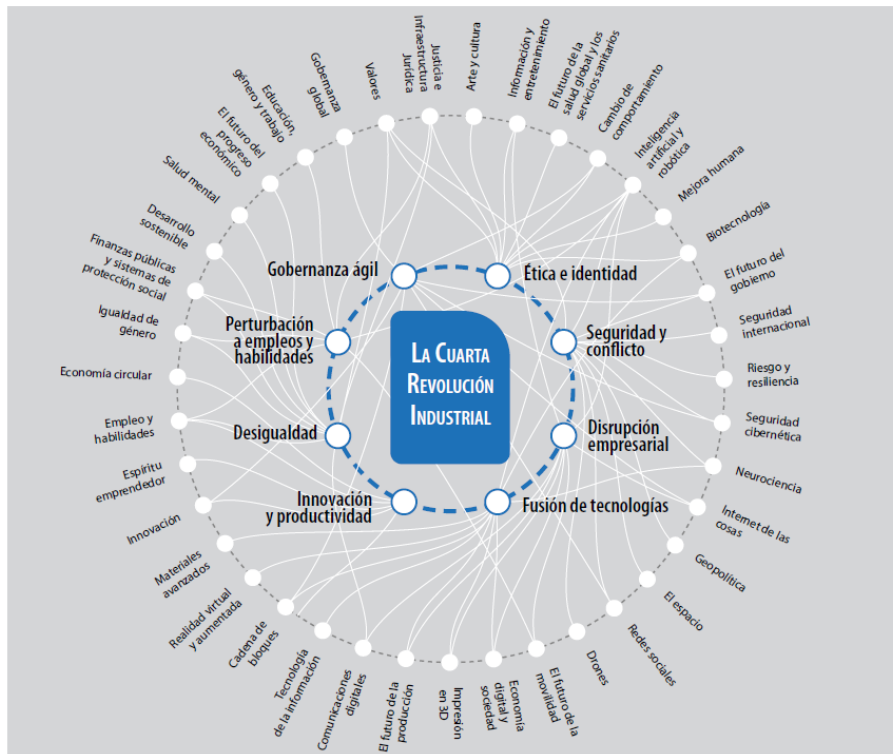 LA CUARTA
REVOLUCIÓN
INDUSTRIAL
Gobernanza ágil
Ética e identidad
Seguridad y
conflicto
Disrupción
empresarial
Fusión de tecnologías
Innovación
y productividad
Desigualdad
Perturbación
a empleos y
habilidades
Arte y cultura
Información y
entretenimiento
El futuro de la
salud global y los
servicios sanitarios
Cambio de
comportamiento
Inteligencia
artificial y
robótica
Mejora humana
Biotecnología
El futuro del
gobierno
Seguridad
internacional
Riesgo y
resiliencia
Seguridad
cibernética
Neurociencia
Internet de las
cosas
Geopolítica
El espacio
Redes sociales
Drones
El futuro de la
movilidad
Economía
digital y
sociedad
Impresión
en 3D
El futuro de la
producción
Comunicaciones
digitales
Tecnología
de la información
Cadena de
bloques
Realidad virtual
y aumentada
Materiales
avanzados
Innovación
Espíritu
emprendedor
Empleo y
habilidades
Economía circular
Igualdad de
género
Finanzas públicas
y sistemas de
protección social
Desarrollo
sostenible
Salud mental
El futuro del
progreso
económico
Educación,
género y trabajo
Gobernanza
global
Valores
Justicia e
Infraestructura
Jurídica